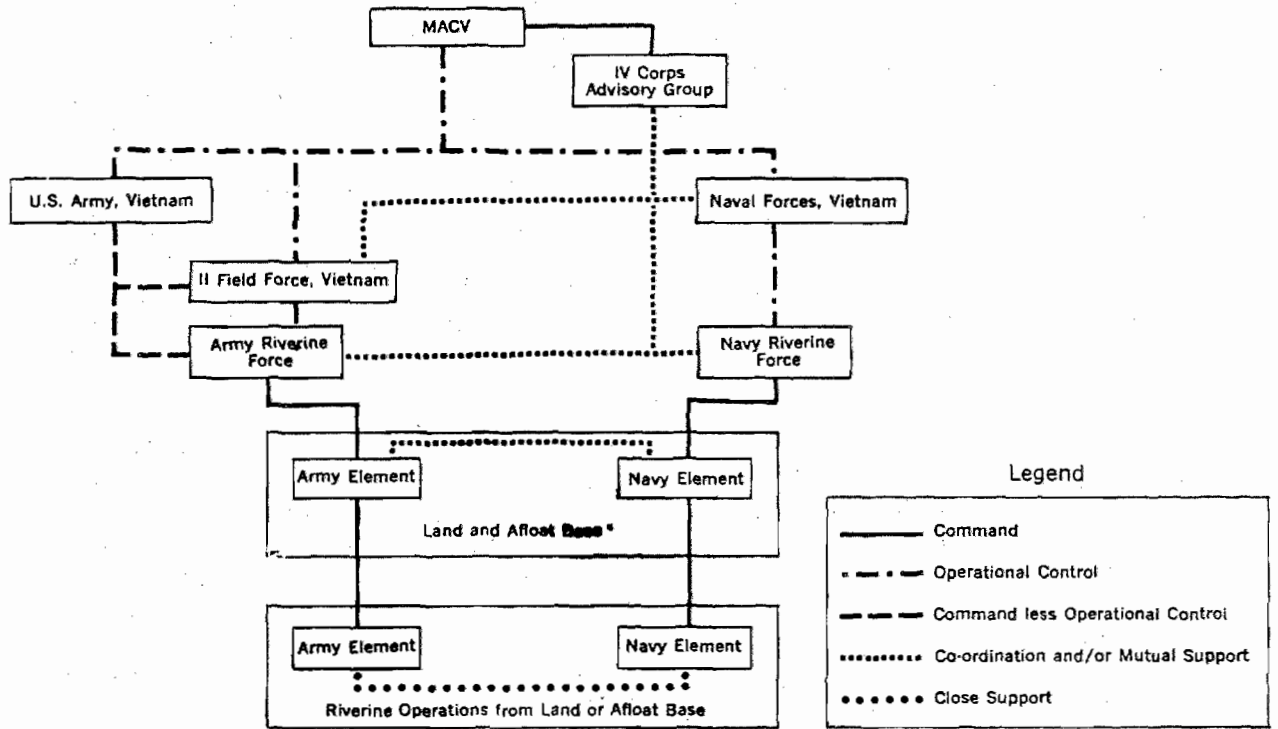 MACV
IV Corps
Advisory Group
U.S. Army, Vietnam
Naval Forces, Vietnam
II Field Force, Vietnam
Army Riverine
Force
Navy Riverine
Force
Army Element
Navy Element
Land and Afloat Base*
Army Element
Navy Element
Riverine Operations from Land or Afloat Base
Legend
Command
Operational Control
Command less Operational Control
Co-ordination and/or Mutual Support
Close Support